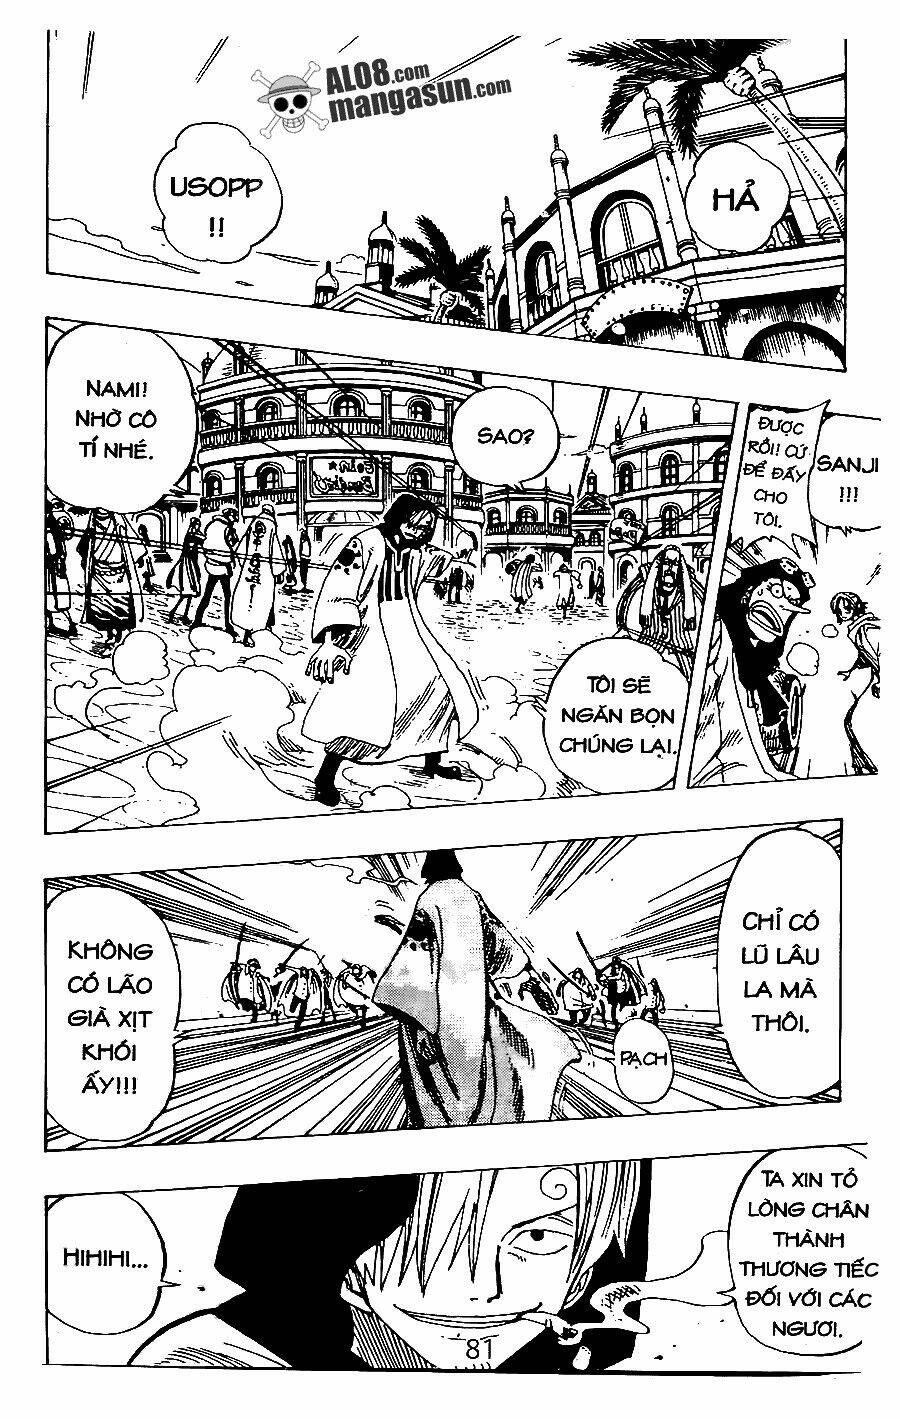 AL08.com
mangasun.com
HẢ
USOPP
!!
SANJI
!!!
ĐƯỢC
RỒI! CỨ
ĐỂ ĐẤY
CHO
TÔI.
SAO?
NAMI!
NHỜ CÔ
TÍ NHÉ.
TÔI SẼ
NGĂN BỌN
CHÚNG LẠI.
CHỈ CÓ
LŨ LÂU
LA MÀ
THÔI.
PẠCH
KHÔNG
CÓ LÃO
GIÀ XỊT
KHÓI
ẤY!!!
TA XIN TỎ
LÒNG CHÂN
THÀNH
THƯƠNG TIẾC
ĐỐI VỚI CÁC
NGƯƠI.
HIHIHI...
81